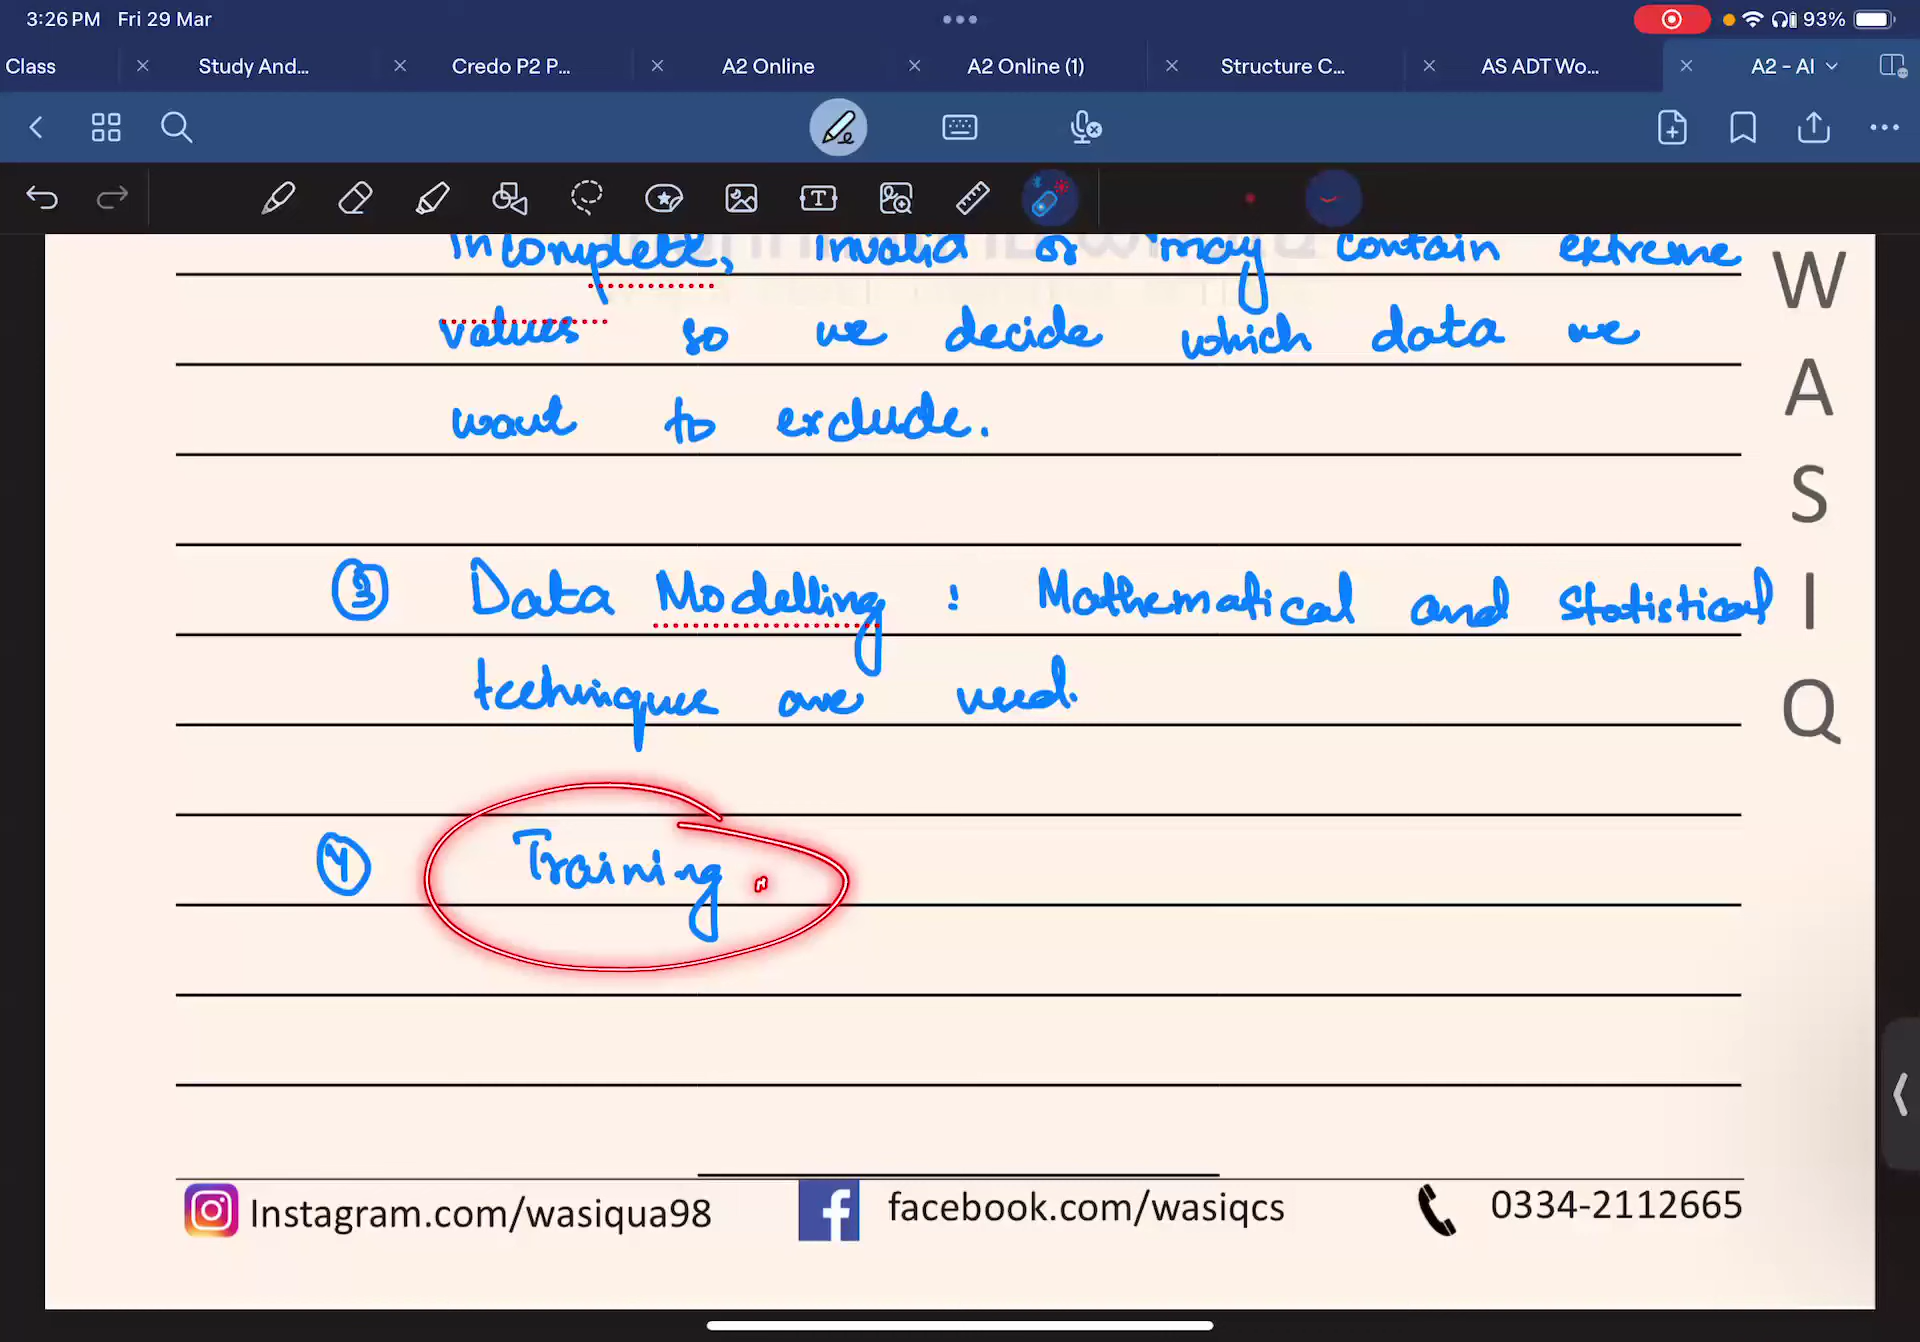 3:26 PM Fri 29 Mar 93%
Class Study And... Credo P2 P... A2 Online A2 Online (1) Structure C... AS ADT Wo... A2 - AI
incomplete, invalid or may contain extreme
values so we decide which data we
want to exclude.
③ Data Modelling : Mathematical and statistical
techniques are used.
④ Training
WASIQ
Instagram.com/wasiqua98 facebook.com/wasiqcs 0334-2112665